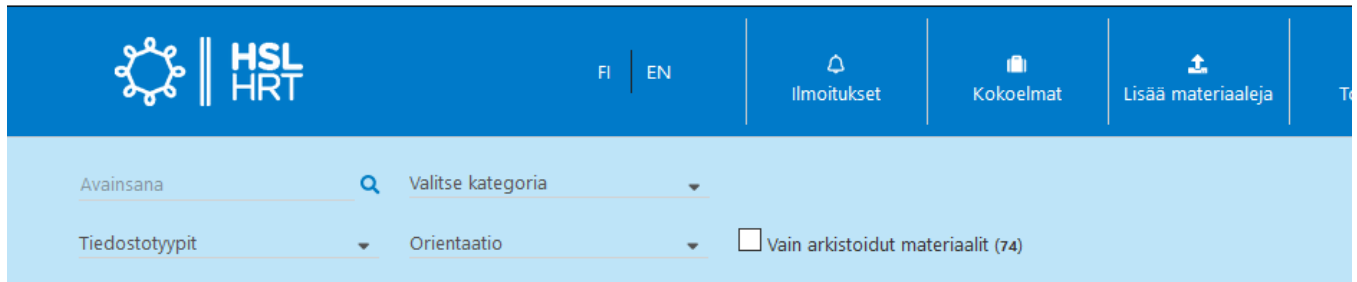 HSL
HRT
FI EN
Ilmoitukset
Kokoelmat
Lisää materiaaleja
Avainsana
Valitse kategoria
Tiedostotyypit
Orientaatio
Vain arkistoidut materiaalit (74)